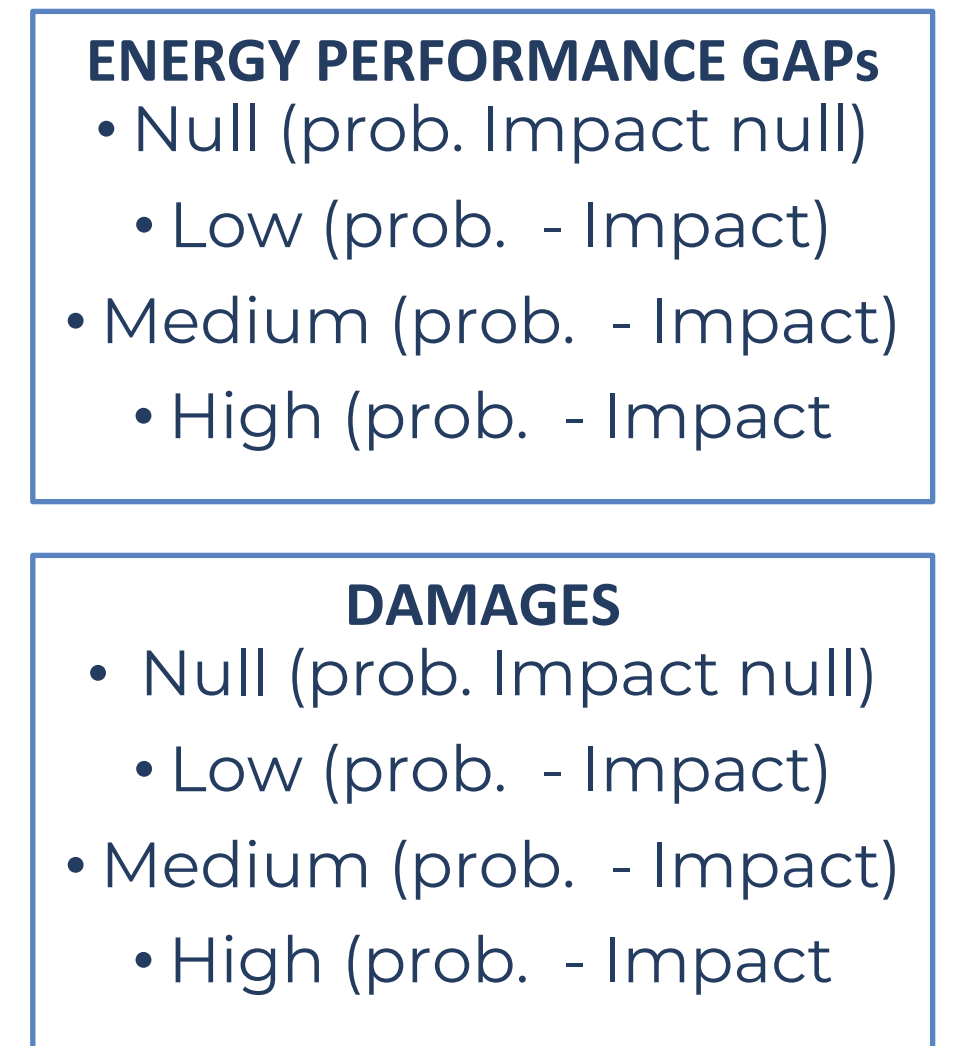 ENERGY PERFORMANCE GAPs
• Null (prob. Impact null)
• Low (prob.  - Impact)
• Medium (prob.  - Impact)
• High (prob.  - Impact
DAMAGES
• Null (prob. Impact null)
• Low (prob.  - Impact)
• Medium (prob.  - Impact)
• High (prob.  - Impact